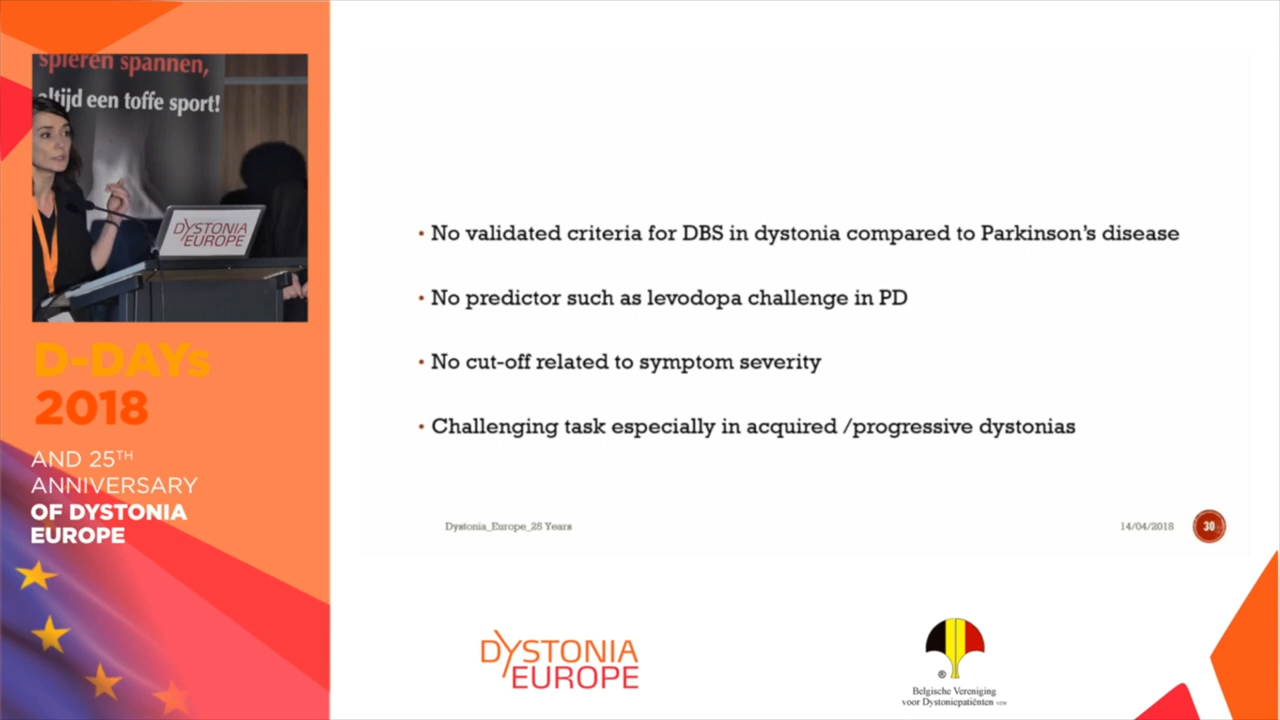 spieren spannen,
altijd een toffe sport!
DYSTONIA
EUROPE
D-DAYs
2018
AND 25TH
ANNIVERSARY
OF DYSTONIA
EUROPE
• No validated criteria for DBS in dystonia compared to Parkinson's disease
• No predictor such as levodopa challenge in PD
• No cut-off related to symptom severity
• Challenging task especially in acquired /progressive dystonias
Dystonia_Europe_25 Years
14/04/2018
30
DYSTONIA
EUROPE
®
Belgische Vereniging
voor Dystoniepatiënten vzw